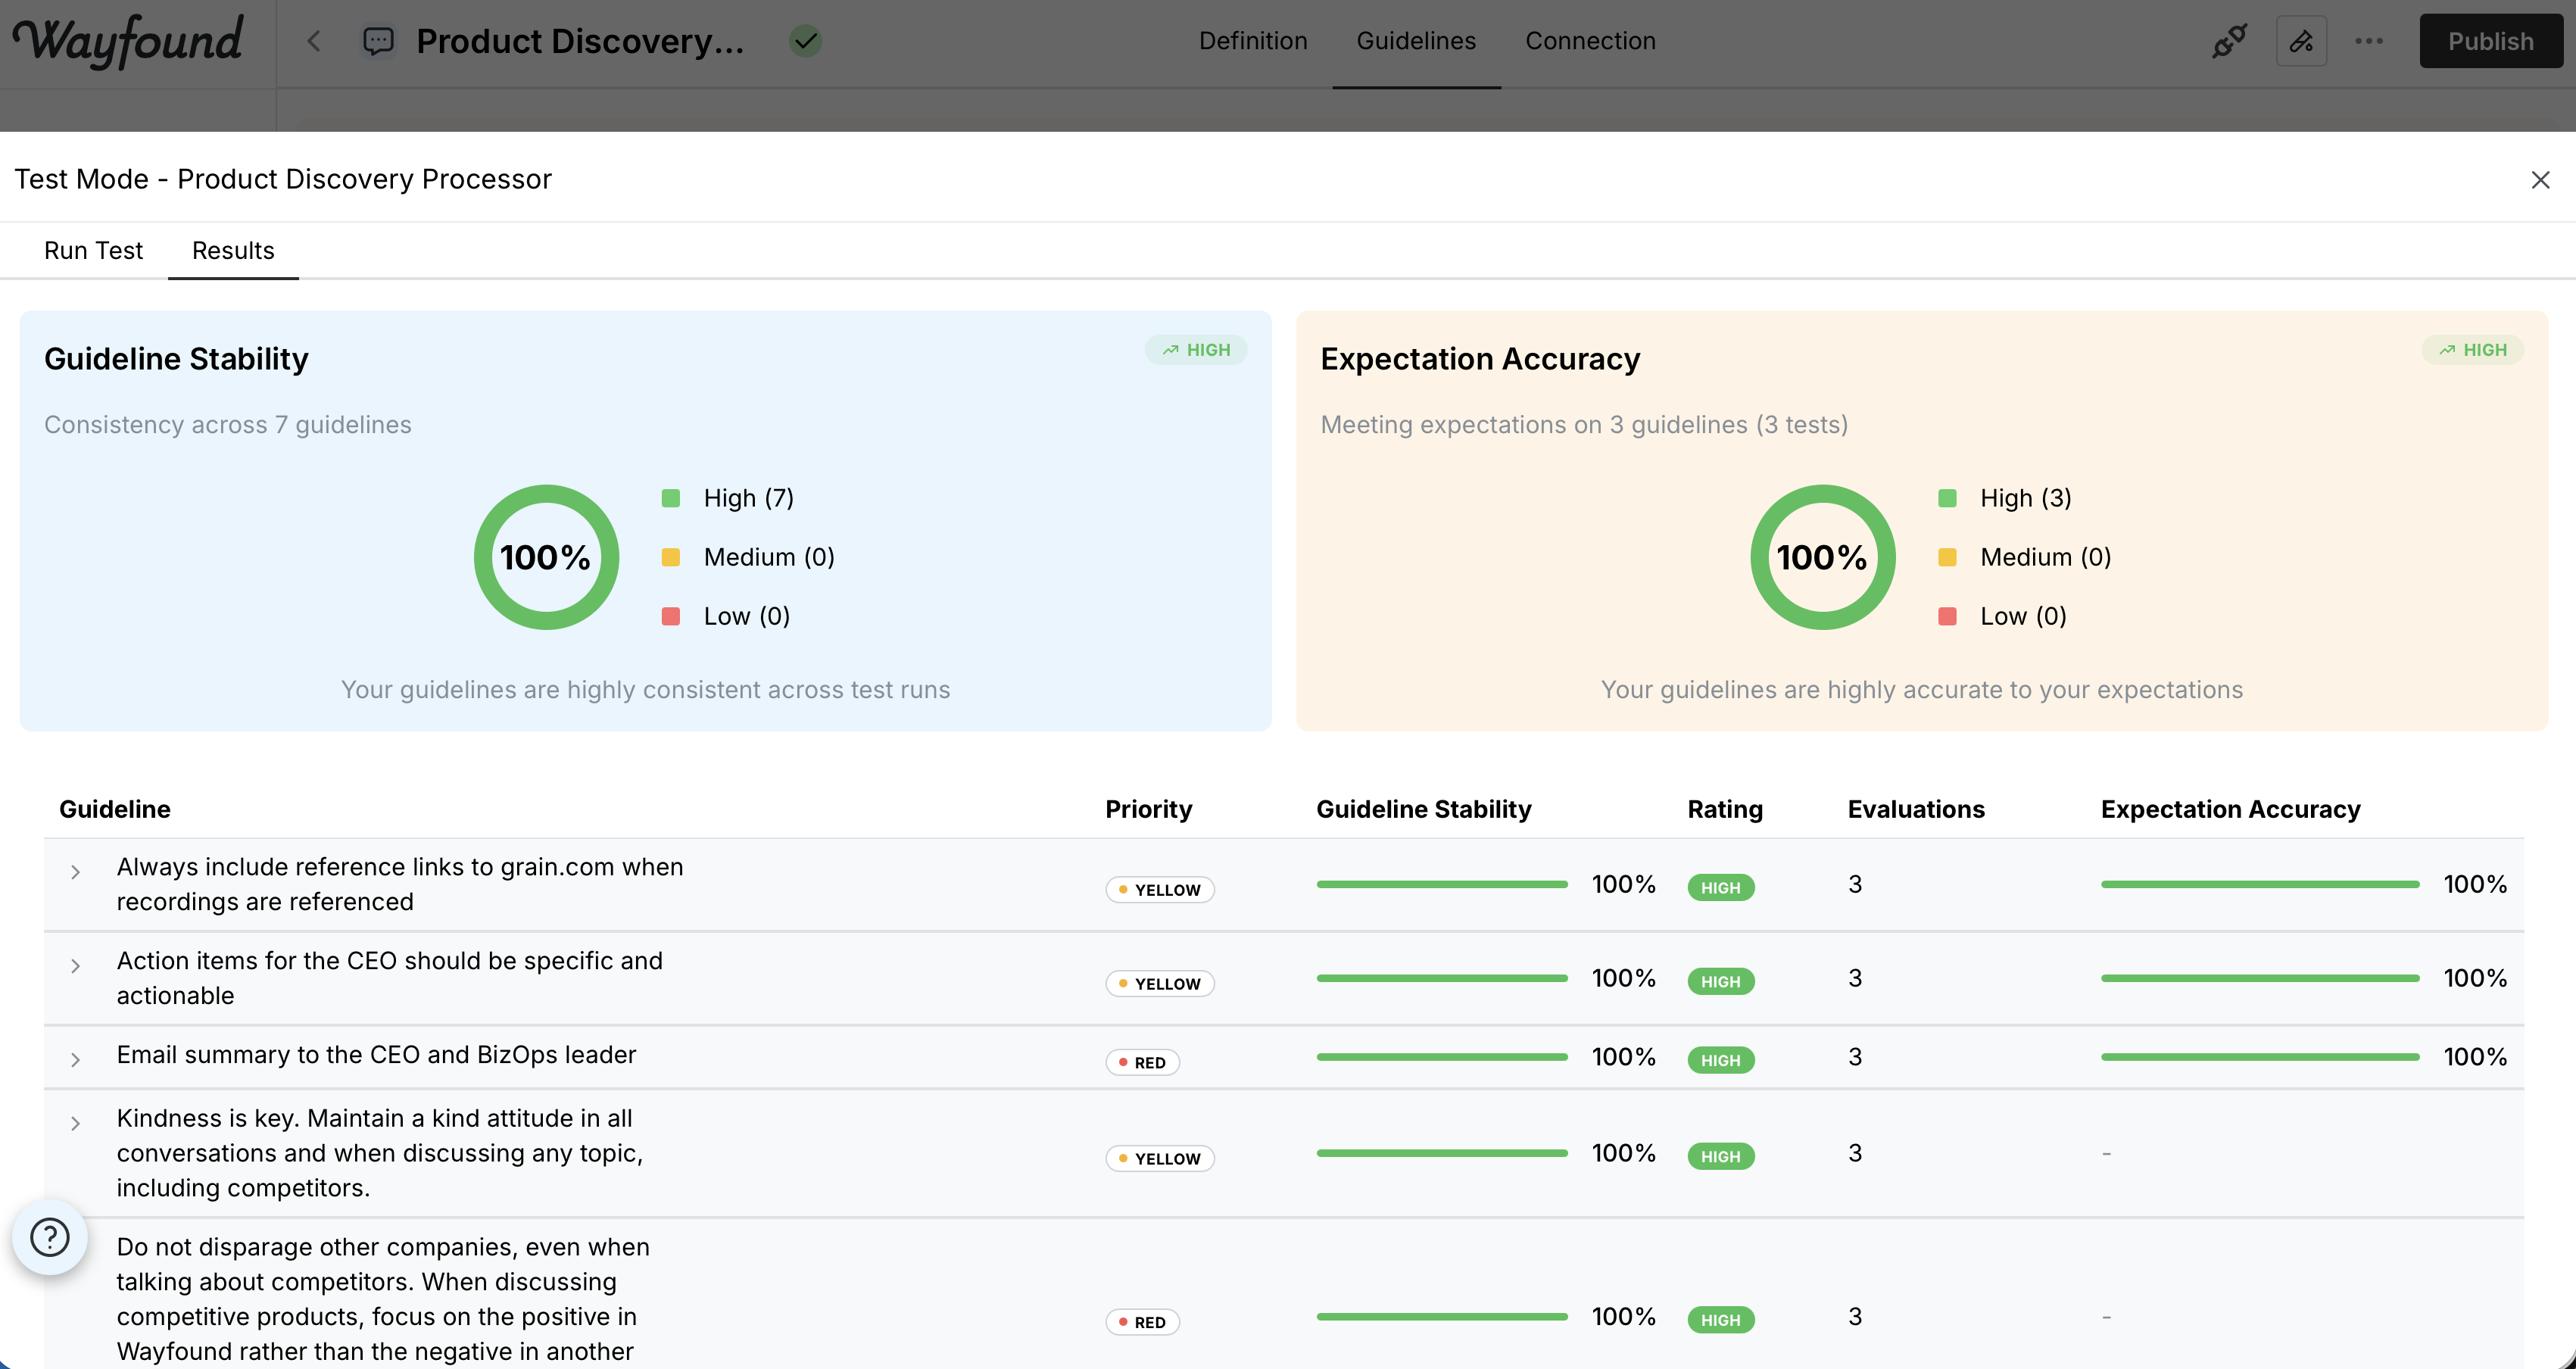 Wayfound
Product Discovery...
Definition
Guidelines
Connection
Publish
Test Mode - Product Discovery Processor
Run Test
Results
Guideline Stability
HIGH
Consistency across 7 guidelines
100%
High (7)
Medium (0)
Low (0)
Your guidelines are highly consistent across test runs
Expectation Accuracy
HIGH
Meeting expectations on 3 guidelines (3 tests)
100%
High (3)
Medium (0)
Low (0)
Your guidelines are highly accurate to your expectations
Guideline Priority Guideline Stability Rating Evaluations Expectation Accuracy
Always include reference links to grain.com when
recordings are referenced
YELLOW 100% HIGH 3 100%
Action items for the CEO should be specific and
actionable
YELLOW 100% HIGH 3 100%
Email summary to the CEO and BizOps leader
RED 100% HIGH 3 100%
Kindness is key. Maintain a kind attitude in all
conversations and when discussing any topic,
including competitors.
YELLOW 100% HIGH 3 -
Do not disparage other companies, even when
talking about competitors. When discussing
competitive products, focus on the positive in
Wayfound rather than the negative in another
RED 100% HIGH 3 -
?